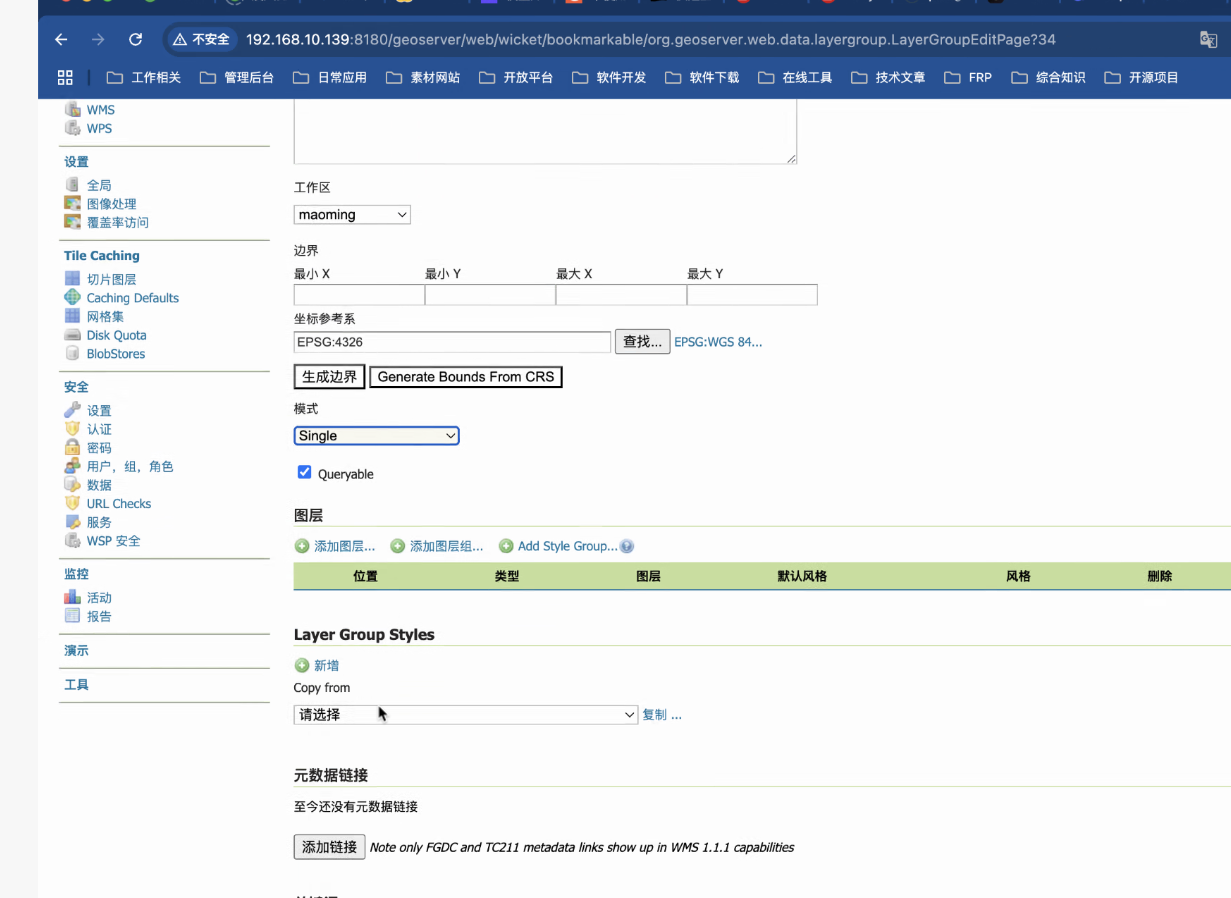 不安全 192.168.10.139:8180/geoserver/web/wicket/bookmarkable/org.geoserver.web.data.layergroup.LayerGroupEditPage?34
工作相关 管理后台 日常应用 素材网站 开放平台 软件开发 软件下载 在线工具 技术文章 FRP 综合知识 开源项目
WMS
WPS
设置
全局
图像处理
覆盖率访问
Tile Caching
切片图层
Caching Defaults
网格集
Disk Quota
BlobStores
安全
设置
认证
密码
用户，组，角色
数据
URL Checks
服务
WSP 安全
监控
活动
报告
演示
工具
工作区
maoming
边界
最小 X 最小 Y 最大 X 最大 Y
坐标参考系
EPSG:4326 查找... EPSG:WGS 84...
生成边界 Generate Bounds From CRS
模式
Single
Queryable
图层
添加图层... 添加图层组... Add Style Group...
位置 类型 图层 默认风格 风格 删除
Layer Group Styles
新增
Copy from
请选择 复制 ...
元数据链接
至今还没有元数据链接
添加链接 Note only FGDC and TC211 metadata links show up in WMS 1.1.1 capabilities